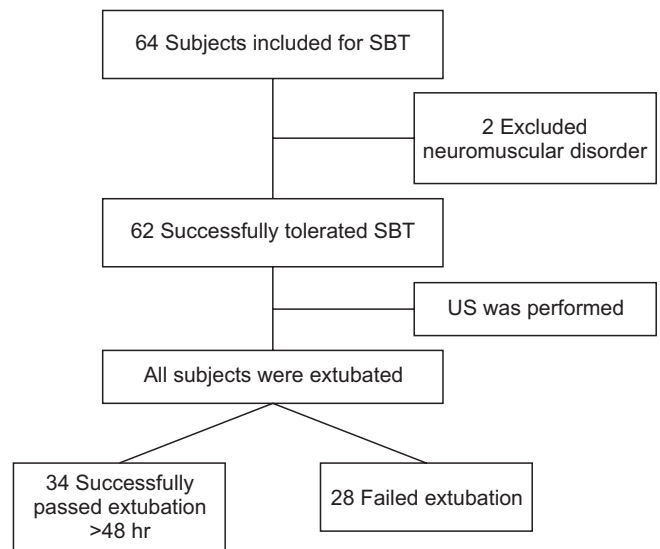 64 Subjects included for SBT
2 Excluded
neuromuscular disorder
62 Successfully tolerated SBT
US was performed
All subjects were extubated
34 Successfully
passed extubation
>48 hr
28 Failed extubation